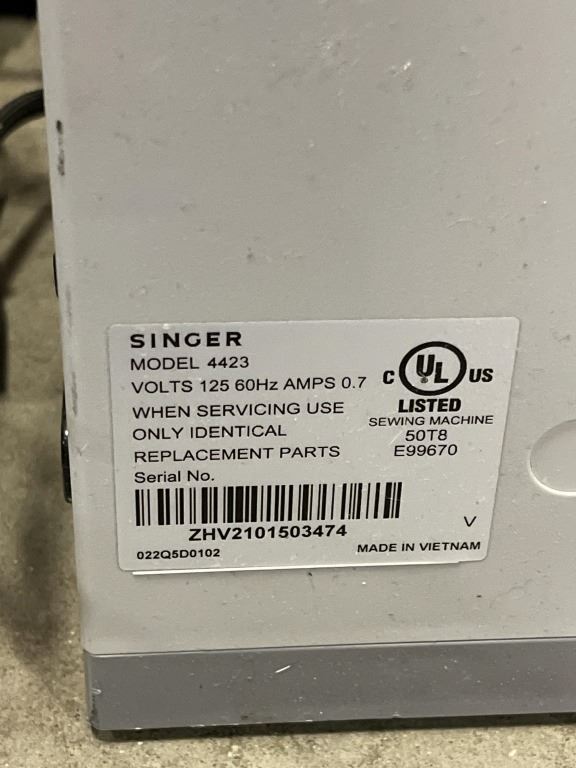 SINGER
MODEL 4423
VOLTS 125 60Hz AMPS 0.7
WHEN SERVICING USE
ONLY IDENTICAL
REPLACEMENT PARTS
Serial No.
ZHV2101503474
022Q5D0102
C UL US
LISTED
SEWING MACHINE
50T8
E99670
V
MADE IN VIETNAM